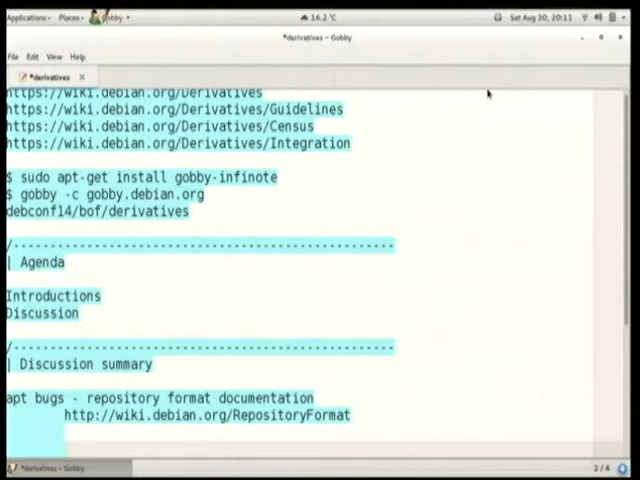 Applications Places Gobby 16.2 °C Sat Aug 30, 20:11
*derivatives - Gobby
File Edit View Help
*derivatives x
https://wiki.debian.org/Derivatives
https://wiki.debian.org/Derivatives/Guidelines
https://wiki.debian.org/Derivatives/Census
https://wiki.debian.org/Derivatives/Integration
$ sudo apt-get install gobby-infinote
$ gobby -c gobby.debian.org
debconf14/bof/derivatives
/----------------------------------------------------
| Agenda
Introductions
Discussion
/----------------------------------------------------
| Discussion summary
apt bugs - repository format documentation
http://wiki.debian.org/RepositoryFormat
*derivatives - Gobby 2 / 4